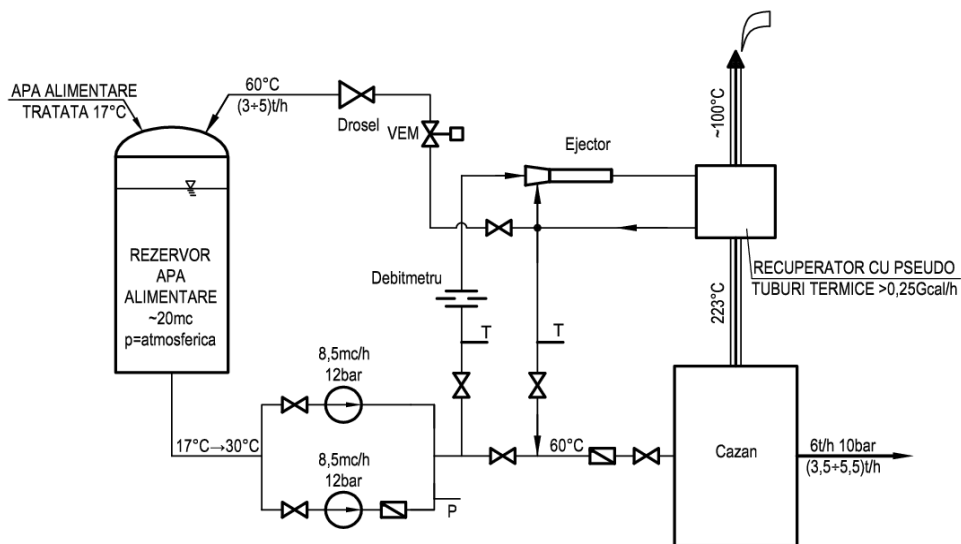 APA ALIMENTARE
TRATATA 17°C
60°C
(3÷5)t/h
Drosel
VEM
Ejector
~100°C
REZERVOR
APA
ALIMENTARE
~20mc
p=atmosferica
Debitmetru
RECUPERATOR CU PSEUDO
TUBURI TERMICE >0,25Gcal/h
223°C
T
T
8,5mc/h
12bar
17°C→30°C
8,5mc/h
12bar
P
60°C
Cazan
6t/h 10bar
(3,5÷5,5)t/h